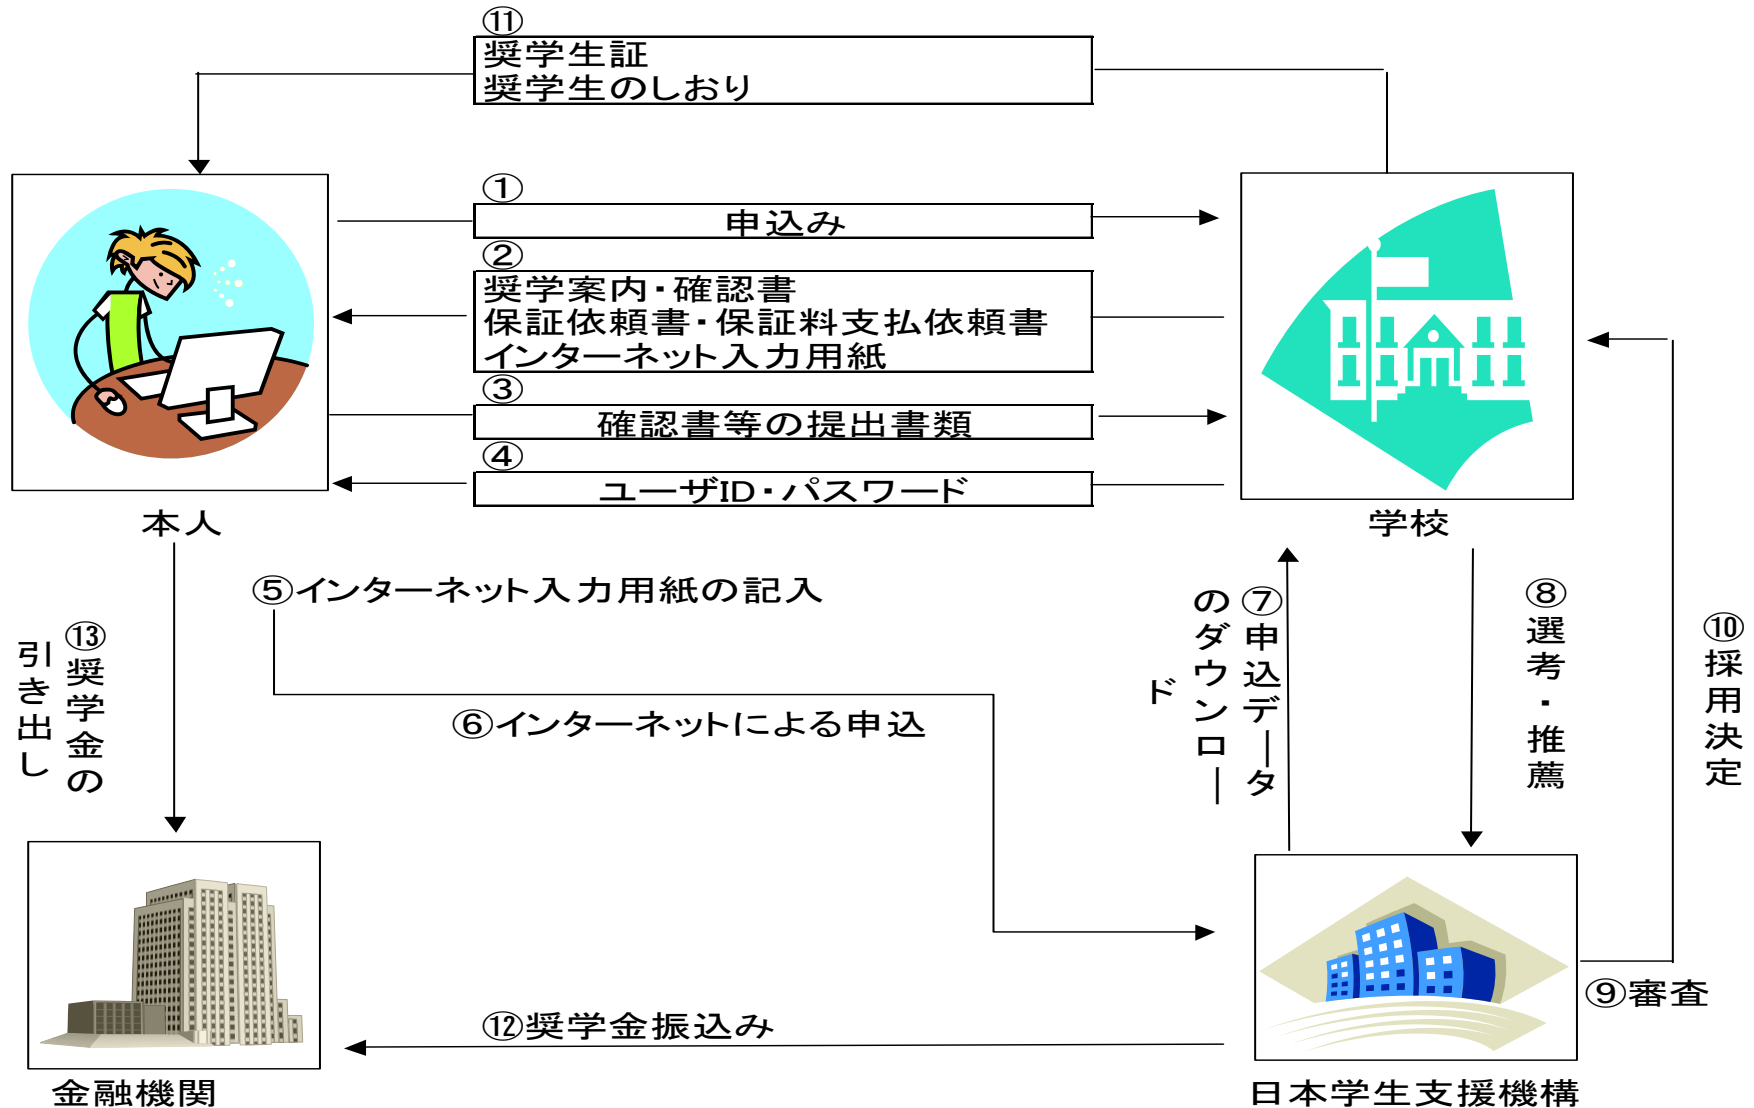 ⑪
奨学生証
奨学生のしおり
①
申込み
②
奨学案内・確認書
保証依頼書・保証料支払依頼書
インターネット入力用紙
③
確認書等の提出書類
④
ユーザID・パスワード
本人
学校
⑤インターネット入力用紙の記入
⑥インターネットによる申込
⑦申込データ
のダウンロー
ド
⑧選考・推薦
⑩採用決定
⑬奨学金の
引き出し
⑨審査
⑫奨学金振込み
金融機関
日本学生支援機構